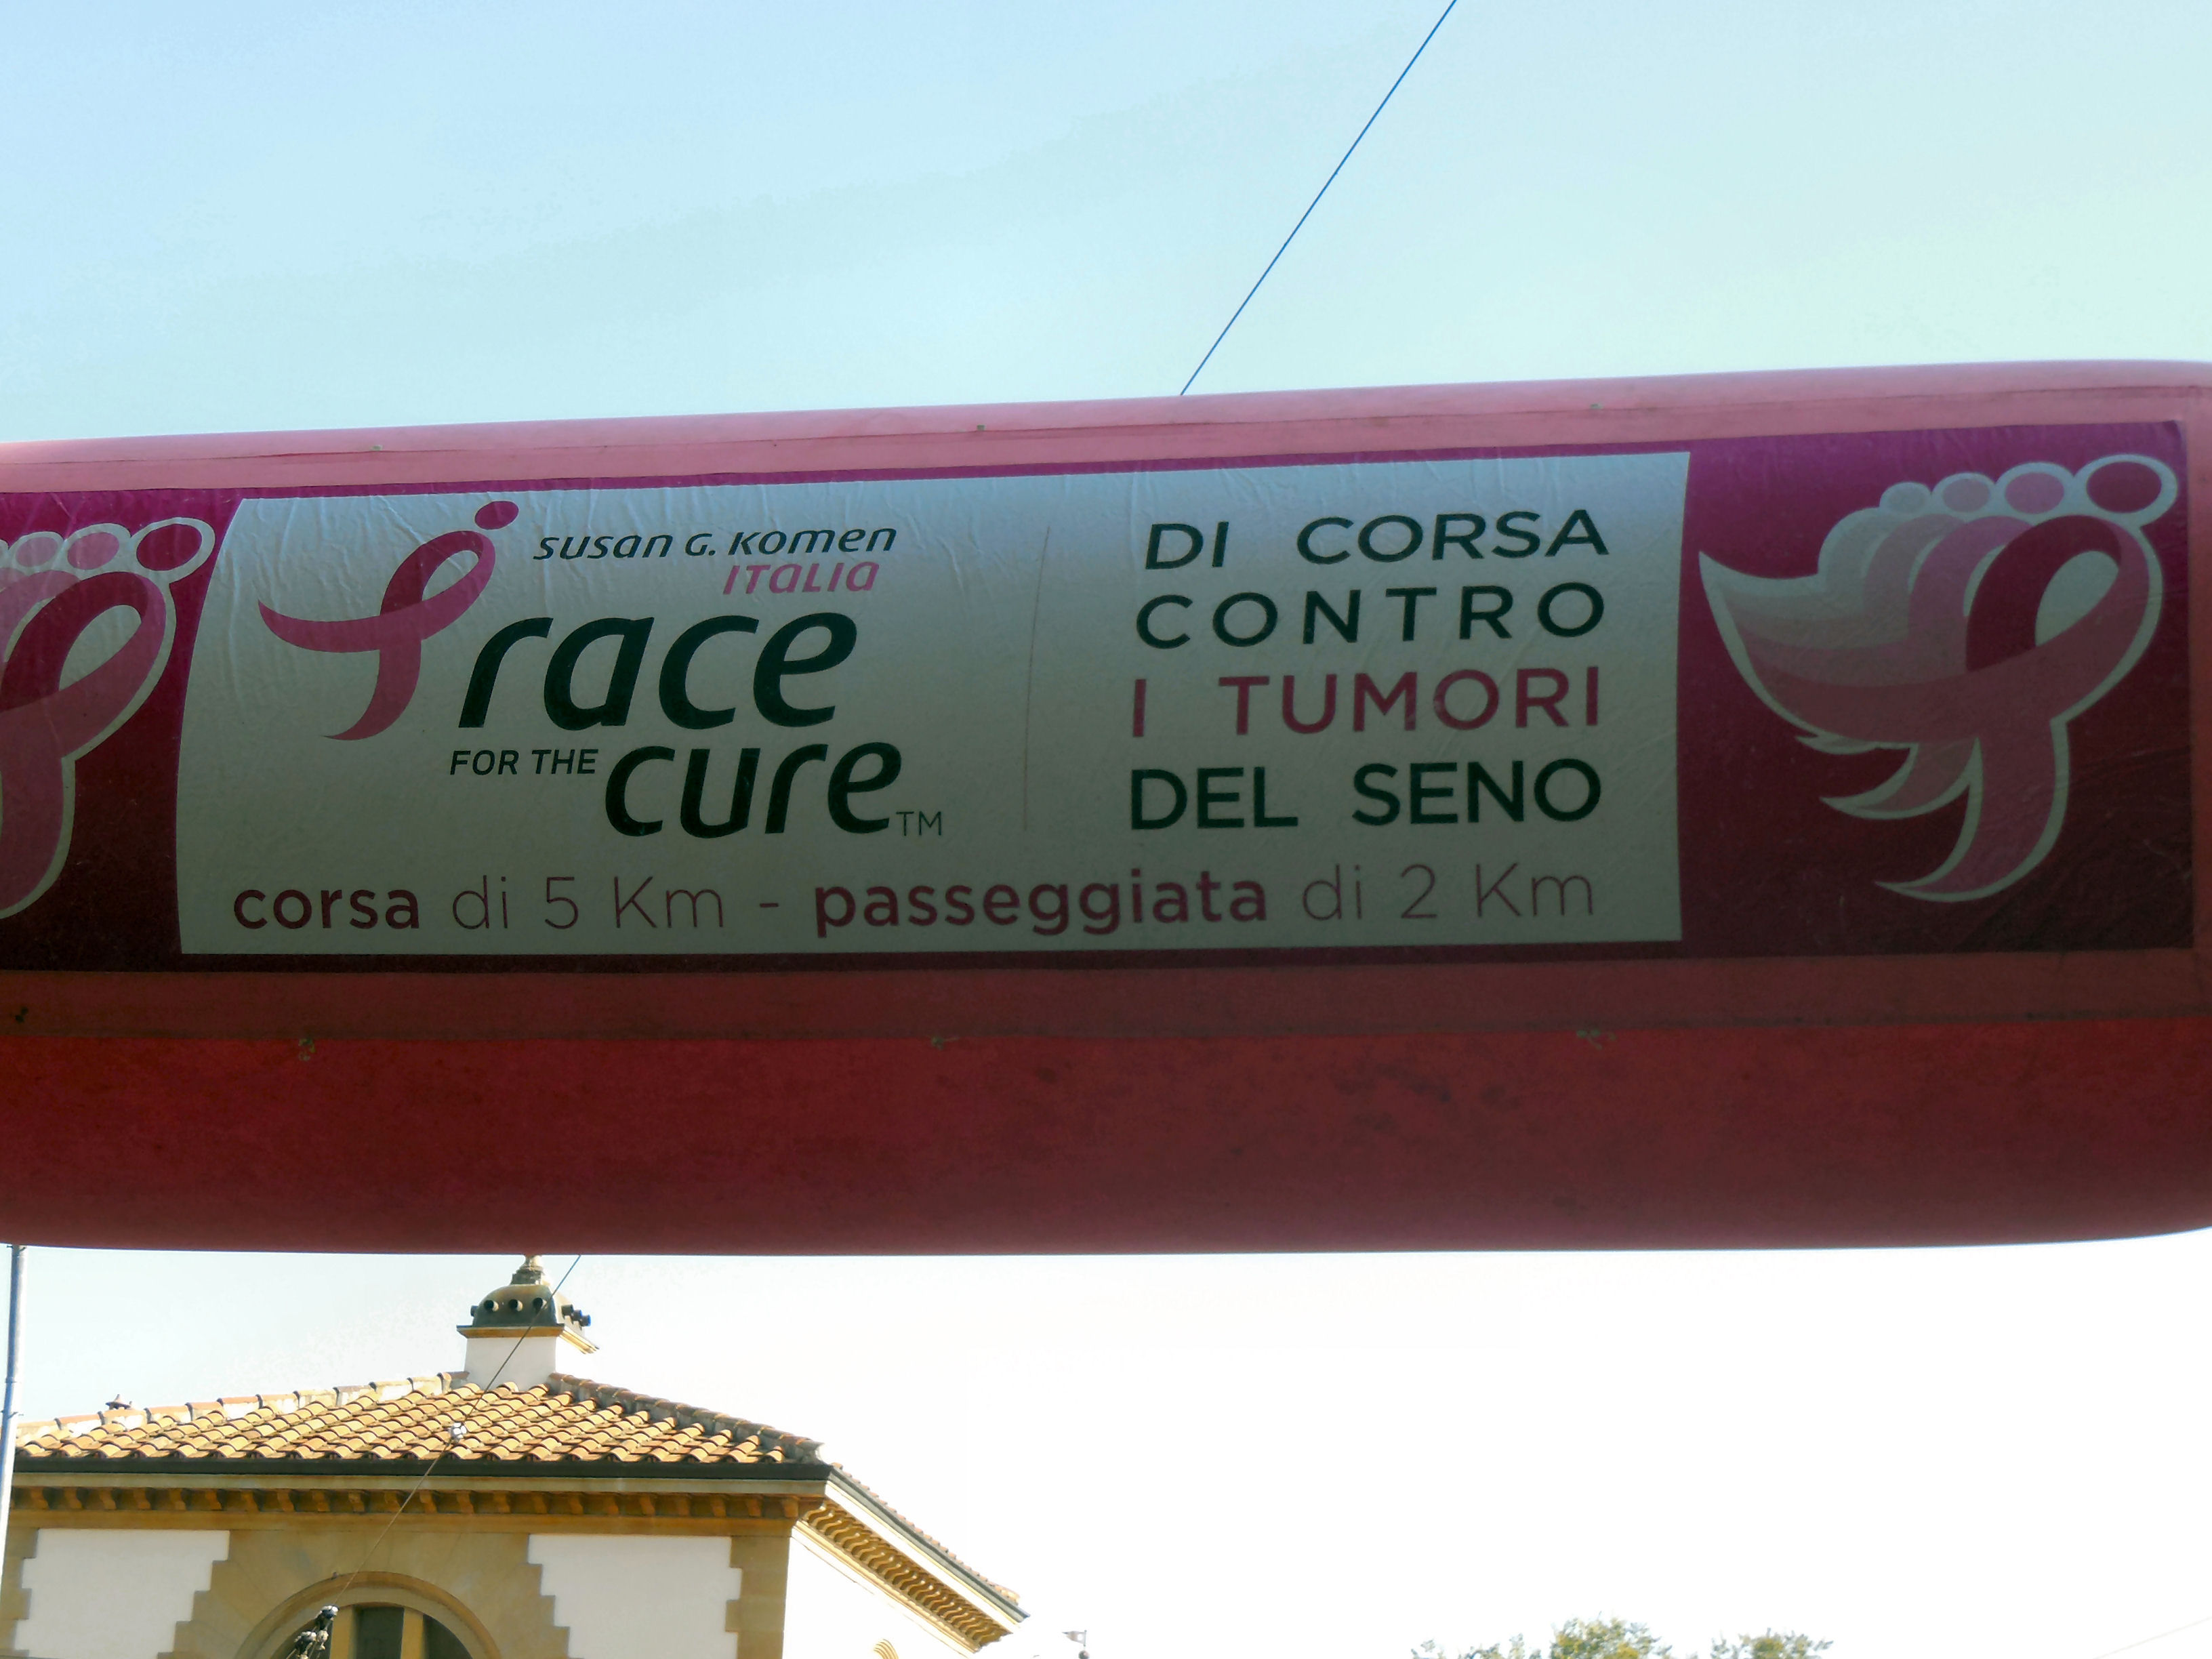 susan G. Komen
ITALIA
race
FOR THE cure TM
DI CORSA
CONTRO
I TUMORI
DEL SENO
corsa di 5 Km - passeggiata di 2 Km